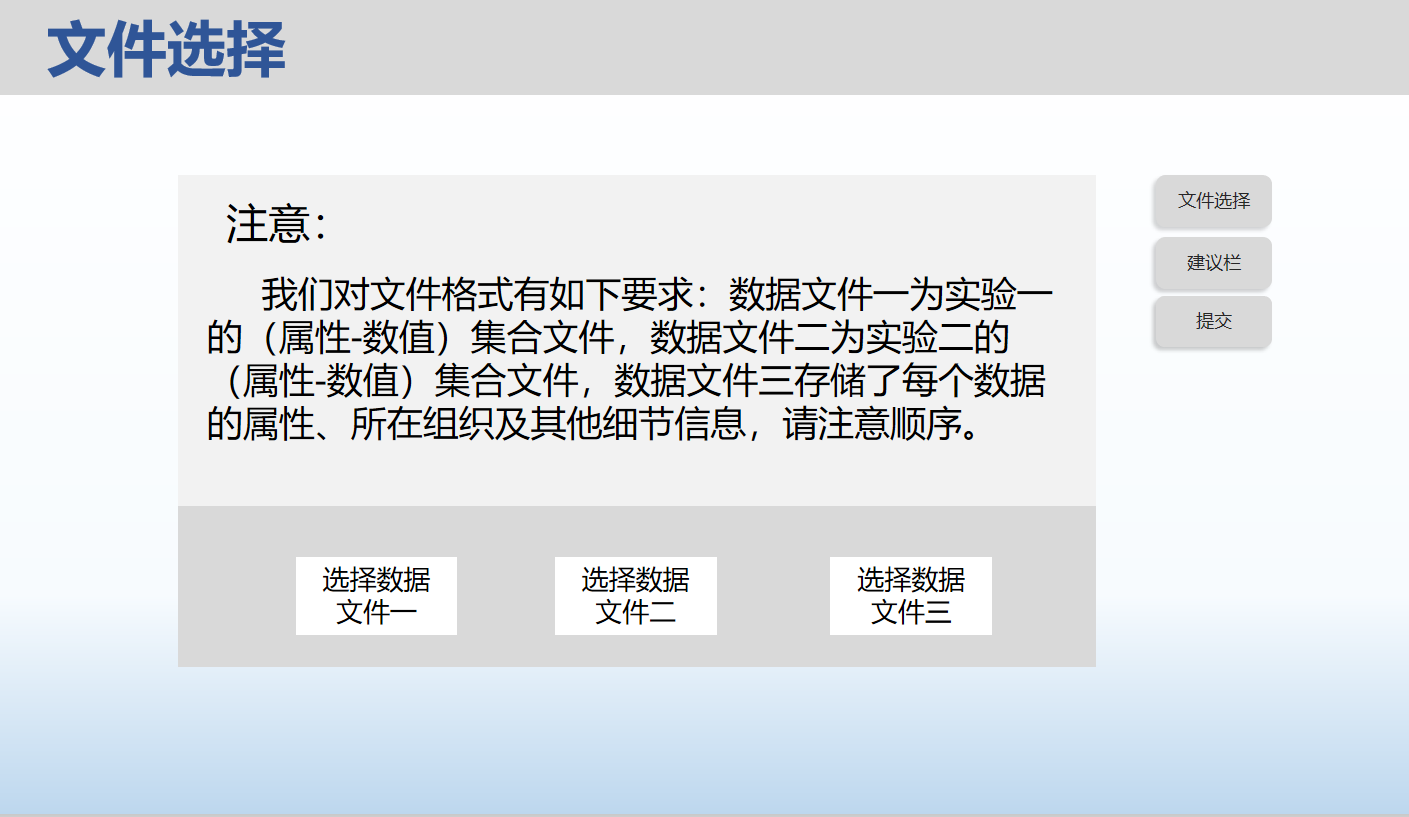 文件选择
注意：
我们对文件格式有如下要求：数据文件一为实验一
的（属性-数值）集合文件，数据文件二为实验二的
（属性-数值）集合文件，数据文件三存储了每个数据
的属性、所在组织及其他细节信息，请注意顺序。
选择数据
文件一
选择数据
文件二
选择数据
文件三
文件选择
建议栏
提交